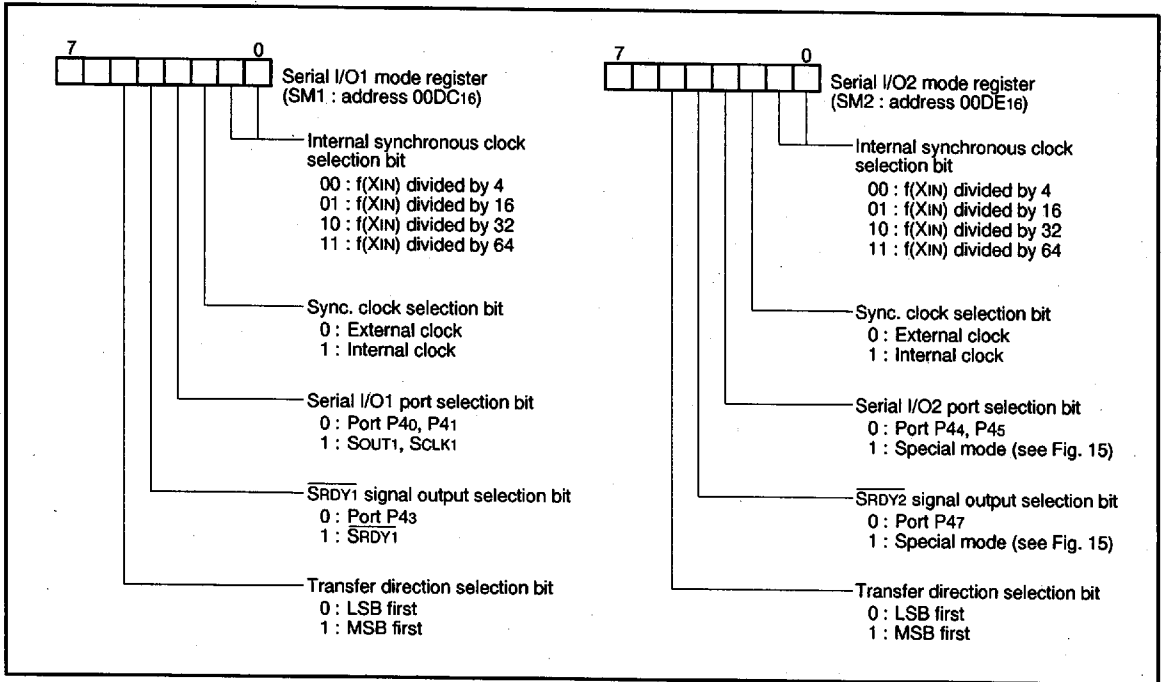 7 0
Serial I/O1 mode register
(SM1 : address 00DC16)
Internal synchronous clock
selection bit
00 : f(XIN) divided by 4
01 : f(XIN) divided by 16
10 : f(XIN) divided by 32
11 : f(XIN) divided by 64
Sync. clock selection bit
0 : External clock
1 : Internal clock
Serial I/O1 port selection bit
0 : Port P40, P41
1 : SOUT1, SCLK1
S̅R̅D̅Y̅1̅ signal output selection bit
0 : Port P43
1 : S̅R̅D̅Y̅1̅
Transfer direction selection bit
0 : LSB first
1 : MSB first
7 0
Serial I/O2 mode register
(SM2 : address 00DE16)
Internal synchronous clock
selection bit
00 : f(XIN) divided by 4
01 : f(XIN) divided by 16
10 : f(XIN) divided by 32
11 : f(XIN) divided by 64
Sync. clock selection bit
0 : External clock
1 : Internal clock
Serial I/O2 port selection bit
0 : Port P44, P45
1 : Special mode (see Fig. 15)
S̅R̅D̅Y̅2̅ signal output selection bit
0 : Port P47
1 : Special mode (see Fig. 15)
Transfer direction selection bit
0 : LSB first
1 : MSB first